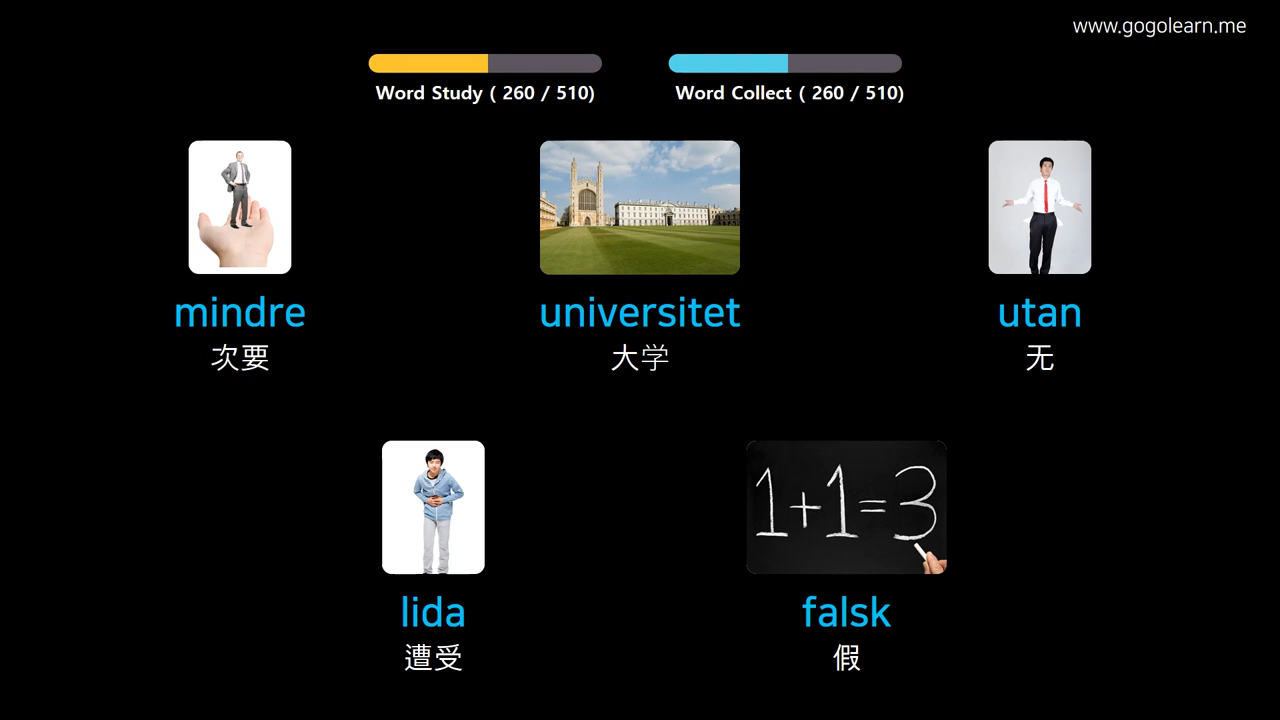 www.gogolearn.me
Word Study ( 260 / 510)
Word Collect ( 260 / 510)
mindre
次要
universitet
大学
utan
无
1+1=3
lida
遭受
falsk
假